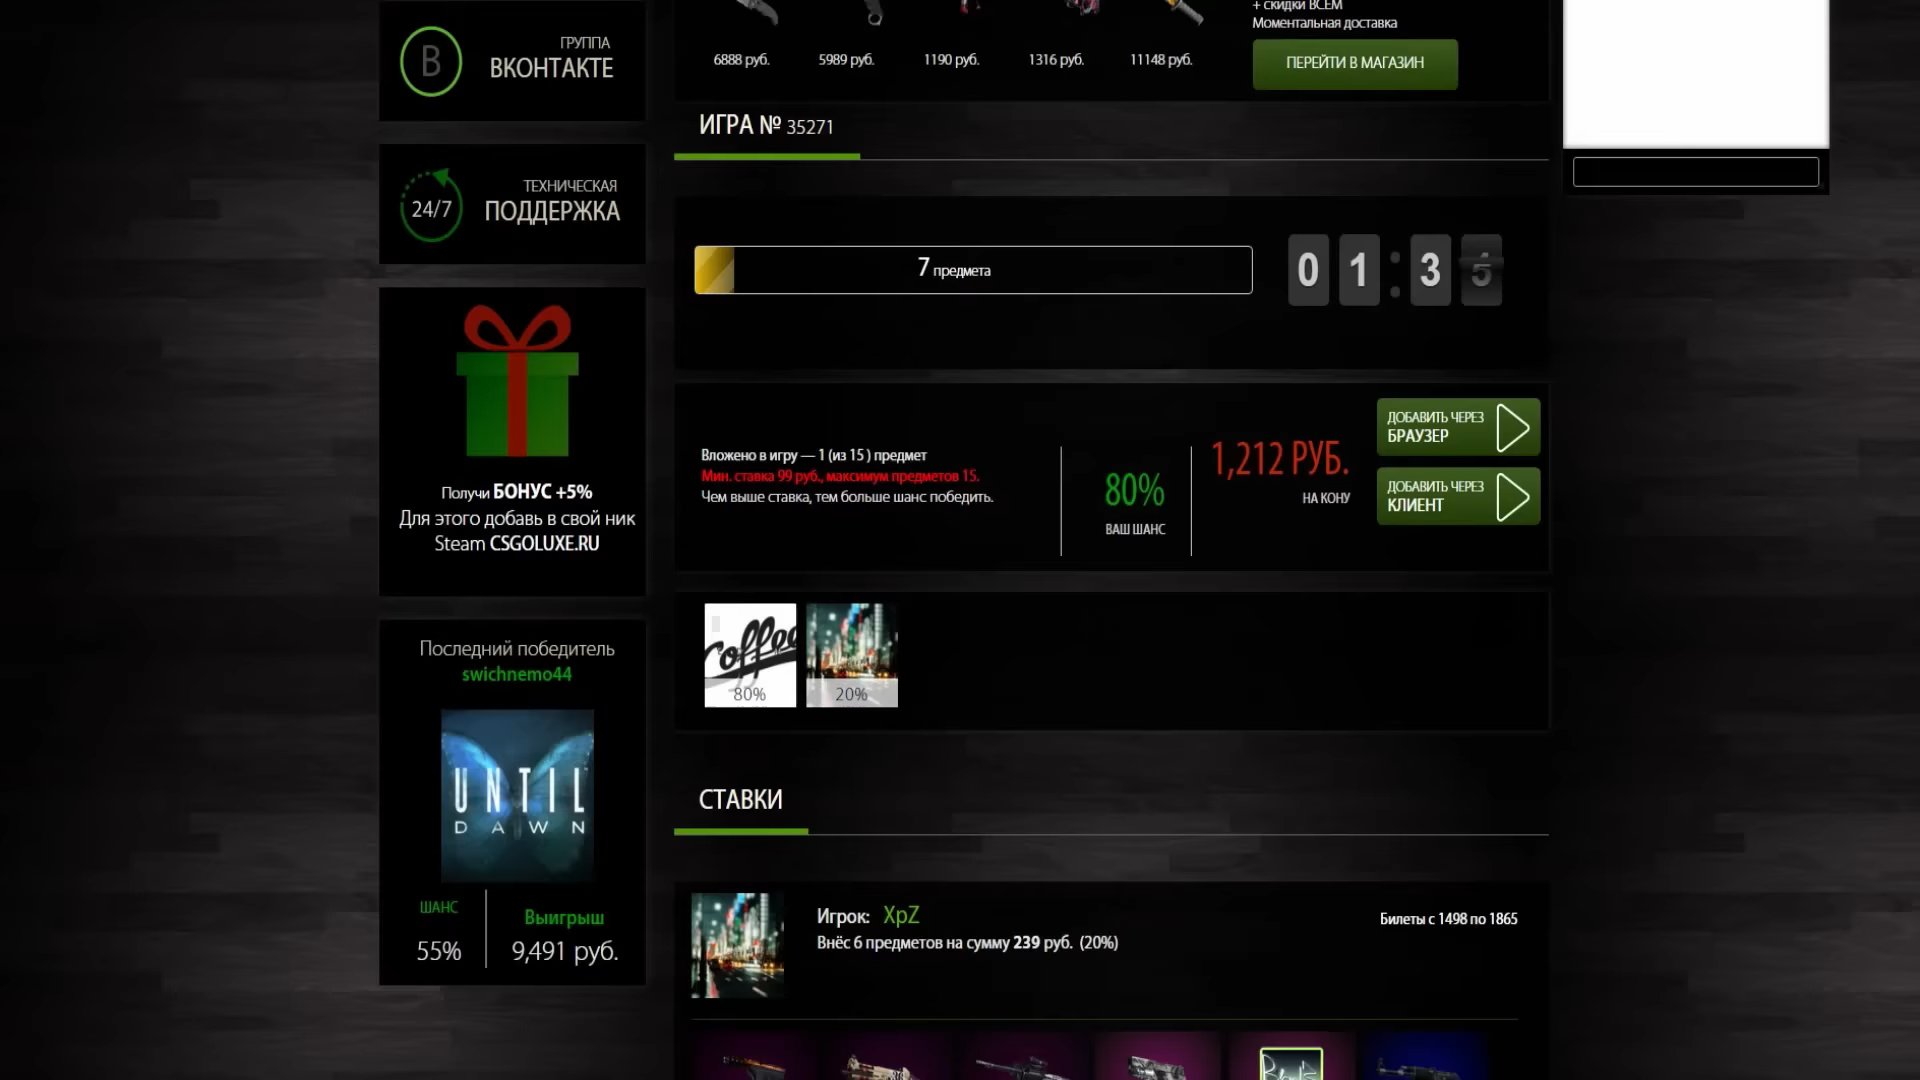 + скидки ВСЕМ
Моментальная доставка
6888 руб.
5989 руб.
1190 руб.
1316 руб.
11148 руб.
ПЕРЕЙТИ В МАГАЗИН
В
ГРУППА
ВКОНТАКТЕ
24/7
ТЕХНИЧЕСКАЯ
ПОДДЕРЖКА
Получи БОНУС +5%
Для этого добавь в свой ник
Steam CSGOLUXE.RU
Последний победитель
swichnemo44
UNTIL
DAWN
ШАНС
55%
Выигрыш
9,491 руб.
ИГРА № 35271
7 предмета
01:3
Вложено в игру — 1 (из 15 ) предмет
Мин. ставка 99 руб., максимум предметов 15.
Чем выше ставка, тем больше шанс победить.
80%
ВАШ ШАНС
1,212 РУБ.
НА КОНУ
ДОБАВИТЬ ЧЕРЕЗ
БРАУЗЕР
ДОБАВИТЬ ЧЕРЕЗ
КЛИЕНТ
80%
20%
СТАВКИ
Игрок: XpZ
Внёс 6 предметов на сумму 239 руб. (20%)
Билеты с 1498 по 1865